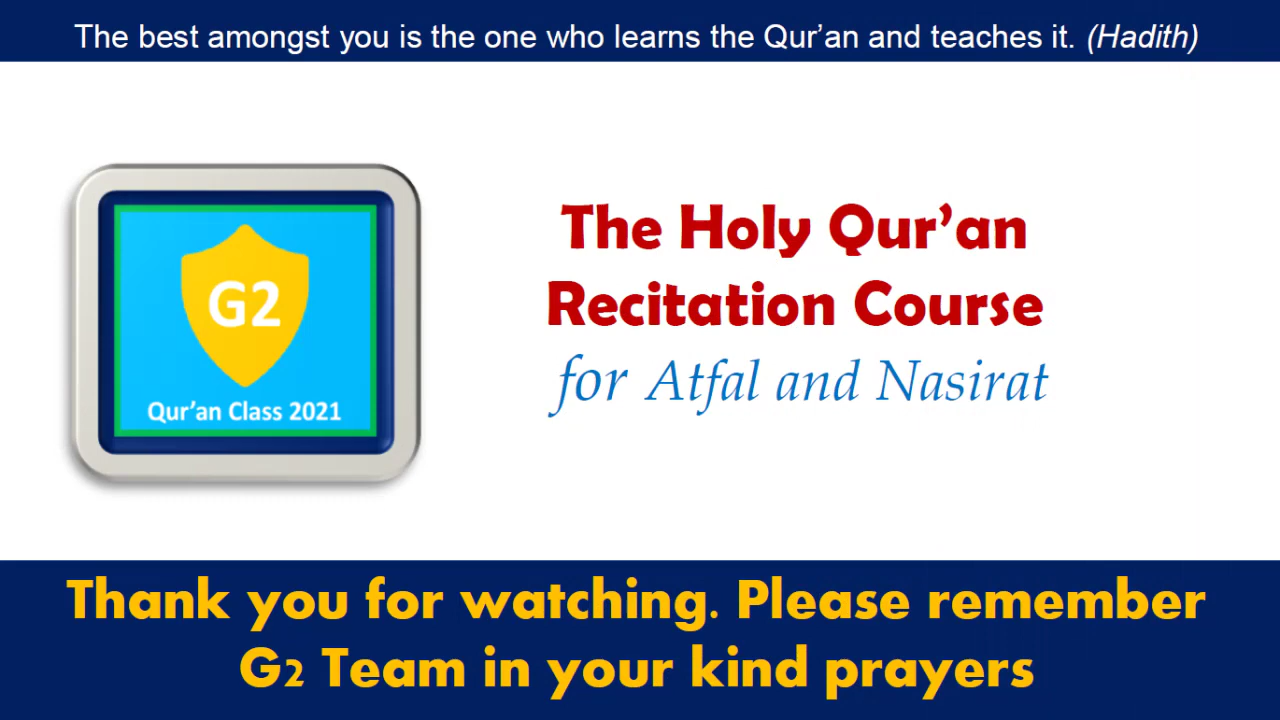 The best amongst you is the one who learns the Qur’an and teaches it. (Hadith)
G2
Qur’an Class 2021
The Holy Qur’an
Recitation Course
for Atfal and Nasirat
Thank you for watching. Please remember
G2 Team in your kind prayers